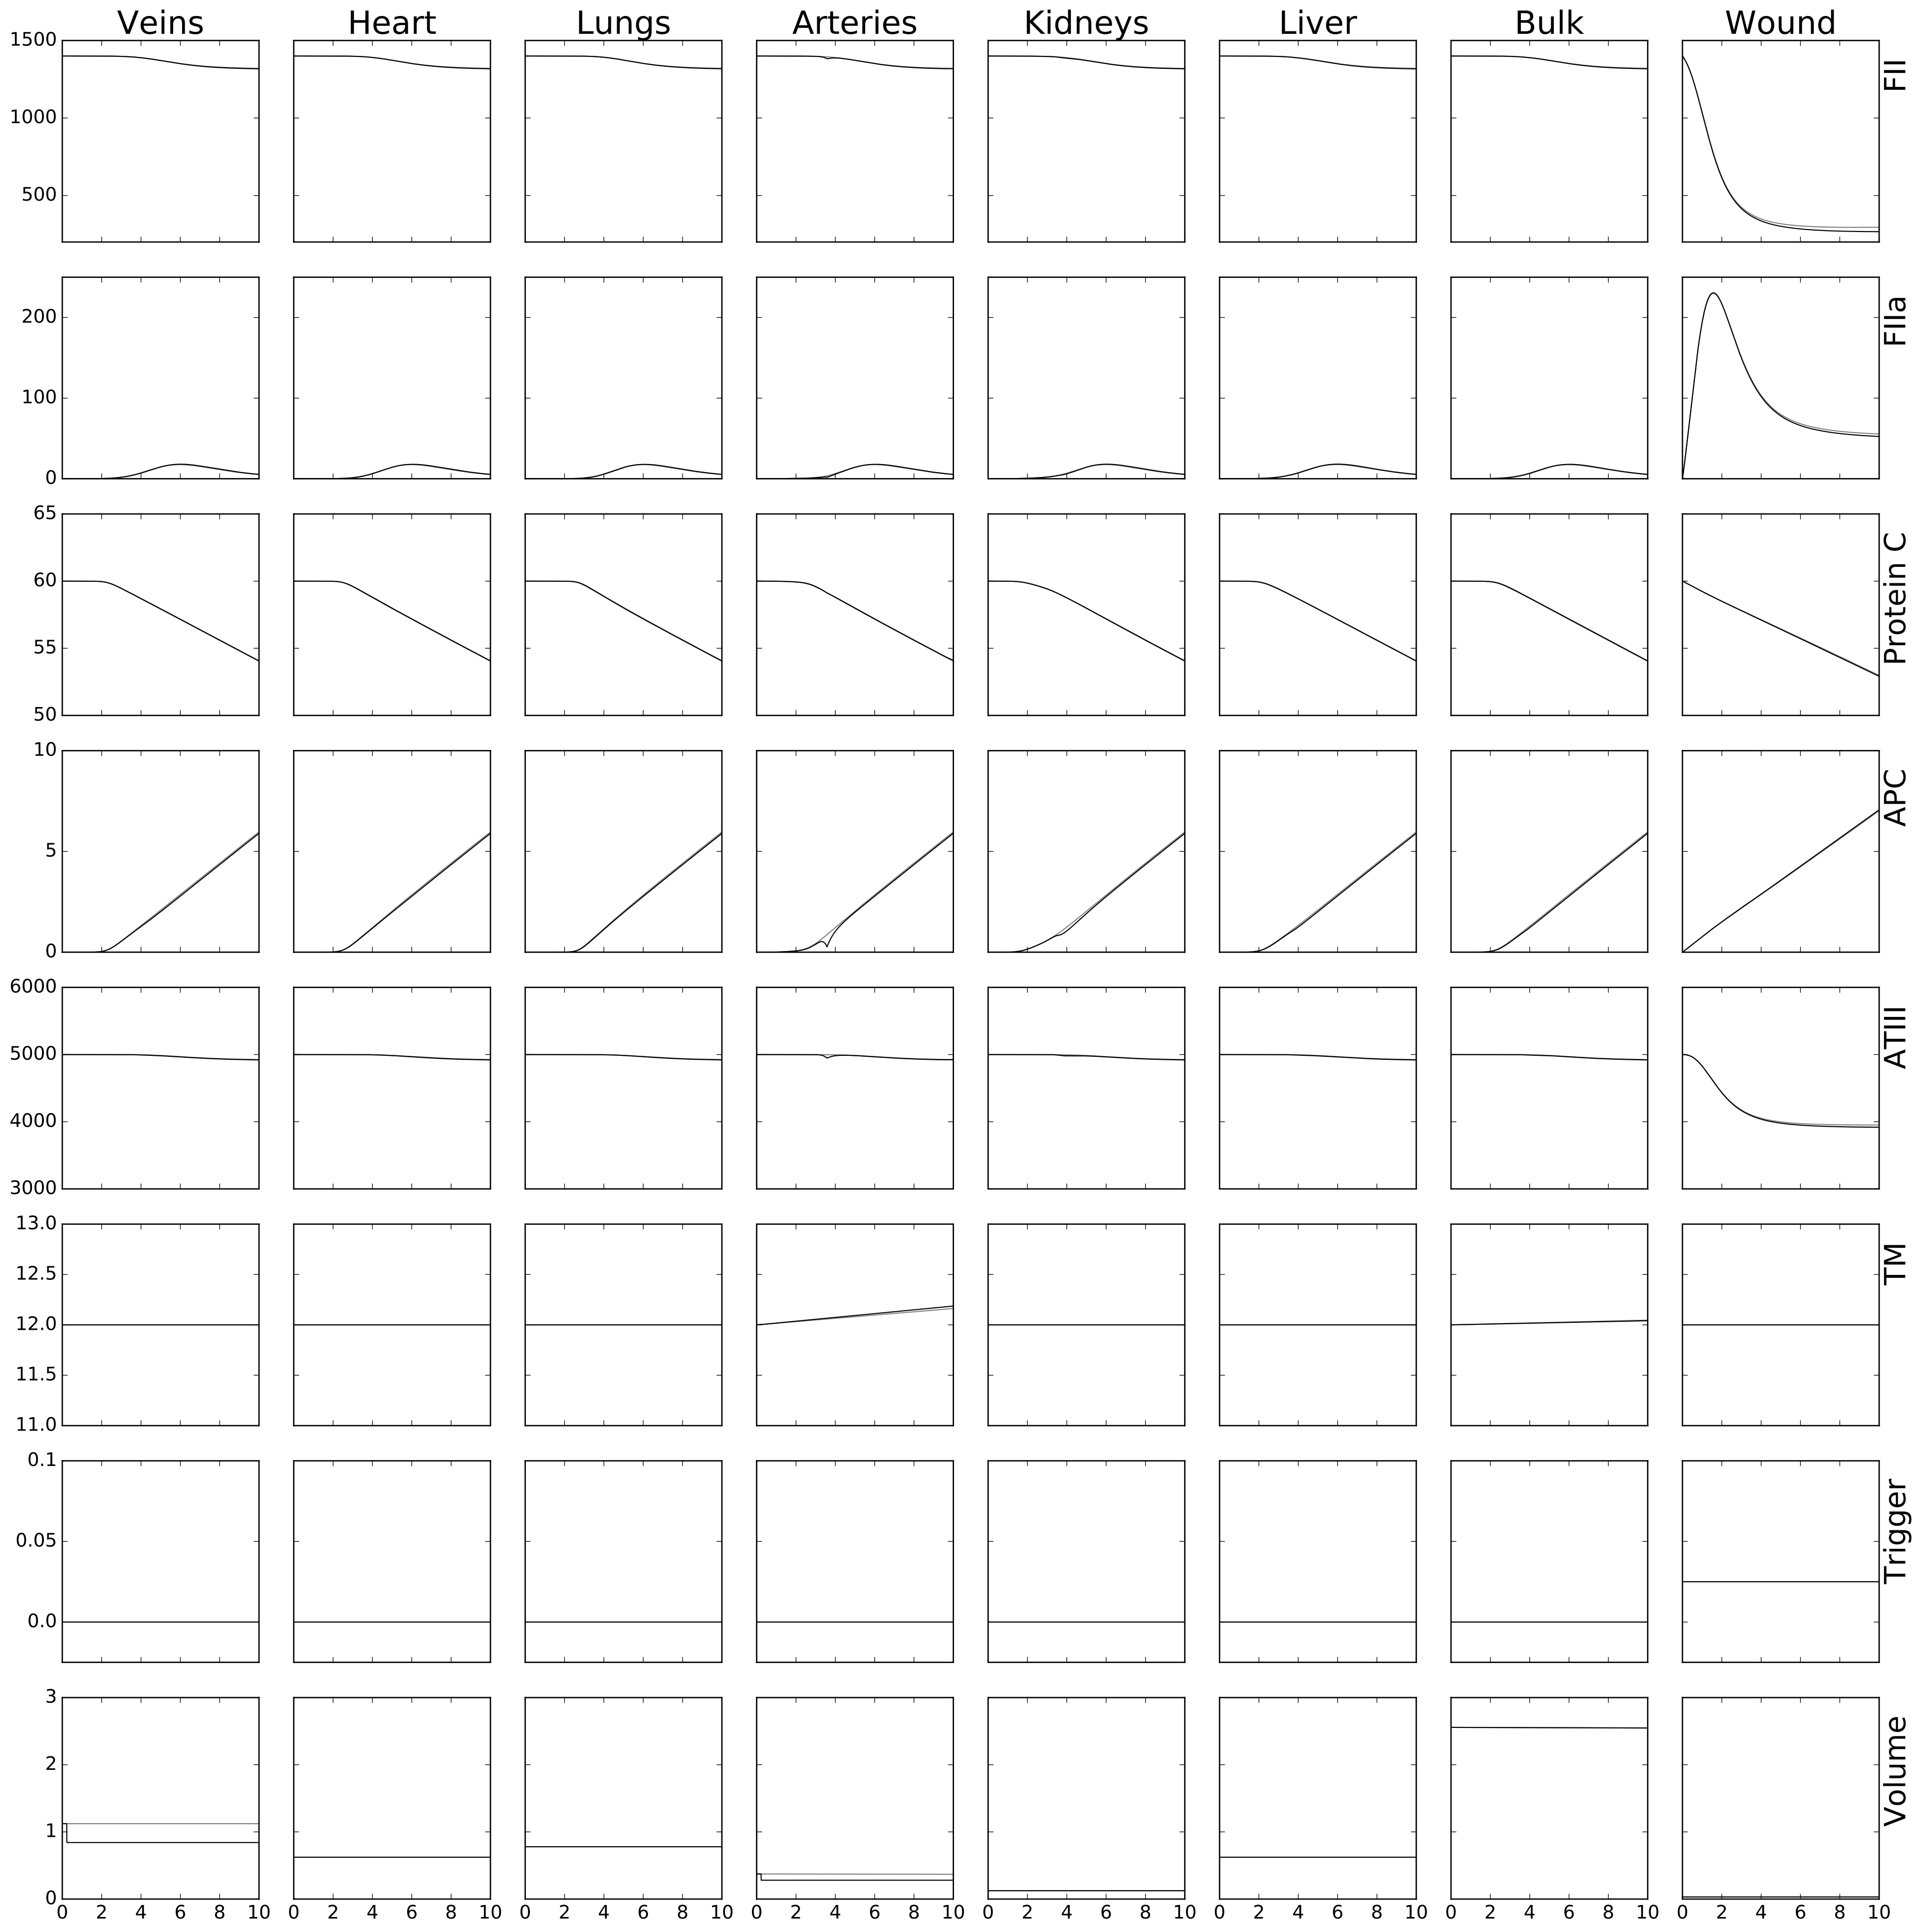 Veins Heart Lungs Arteries Kidneys Liver Bulk Wound
1500
1000
500
FII
200
100
0
FIIa
65
60
55
50
Protein C
10
5
0
APC
6000
5000
4000
3000
ATIII
13.0
12.5
12.0
11.5
11.0
TM
0.1
0.05
0.0
Trigger
3
2
1
0
Volume
0 2 4 6 8 10 0 2 4 6 8 10 0 2 4 6 8 10 0 2 4 6 8 10 0 2 4 6 8 10 0 2 4 6 8 10 0 2 4 6 8 10 0 2 4 6 8 10